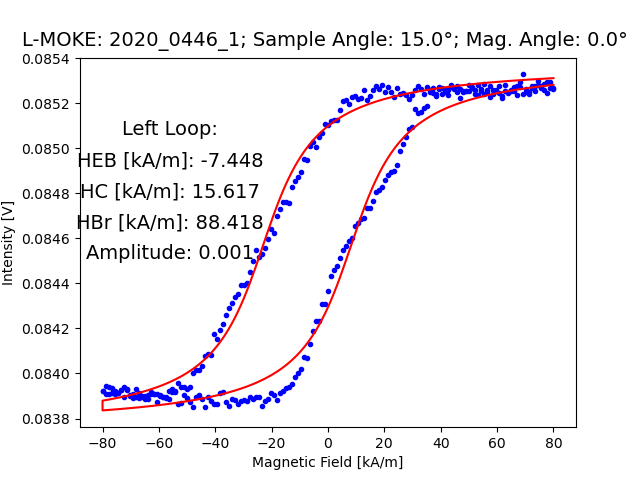 L-MOKE: 2020_0446_1; Sample Angle: 15.0°; Mag. Angle: 0.0°
0.0854
0.0852
0.0850
0.0848
0.0846
0.0844
0.0842
0.0840
0.0838
Intensity [V]
Left Loop:
HEB [kA/m]: -7.448
HC [kA/m]: 15.617
HBr [kA/m]: 88.418
Amplitude: 0.001
−80 −60 −40 −20 0 20 40 60 80
Magnetic Field [kA/m]